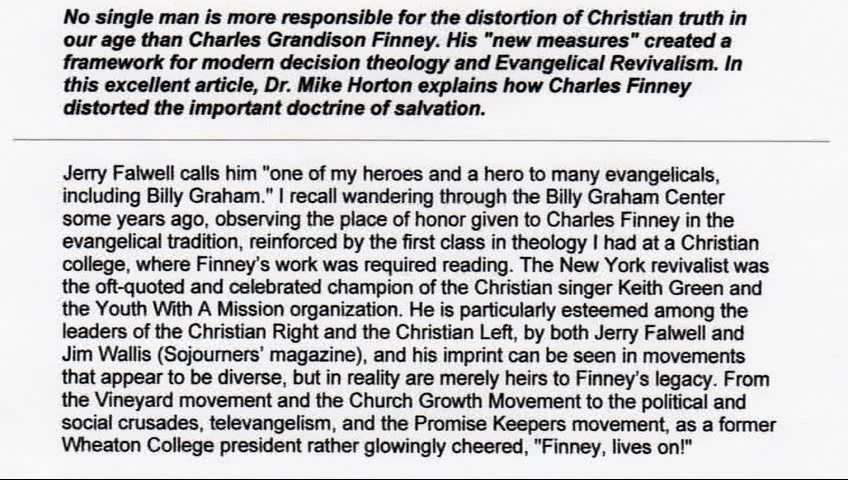 No single man is more responsible for the distortion of Christian truth in
our age than Charles Grandison Finney. His "new measures" created a
framework for modern decision theology and Evangelical Revivalism. In
this excellent article, Dr. Mike Horton explains how Charles Finney
distorted the important doctrine of salvation.
Jerry Falwell calls him "one of my heroes and a hero to many evangelicals,
including Billy Graham." I recall wandering through the Billy Graham Center
some years ago, observing the place of honor given to Charles Finney in the
evangelical tradition, reinforced by the first class in theology I had at a Christian
college, where Finney's work was required reading. The New York revivalist was
the oft-quoted and celebrated champion of the Christian singer Keith Green and
the Youth With A Mission organization. He is particularly esteemed among the
leaders of the Christian Right and the Christian Left, by both Jerry Falwell and
Jim Wallis (Sojourners' magazine), and his imprint can be seen in movements
that appear to be diverse, but in reality are merely heirs to Finney's legacy. From
the Vineyard movement and the Church Growth Movement to the political and
social crusades, televangelism, and the Promise Keepers movement, as a former
Wheaton College president rather glowingly cheered, "Finney, lives on!"